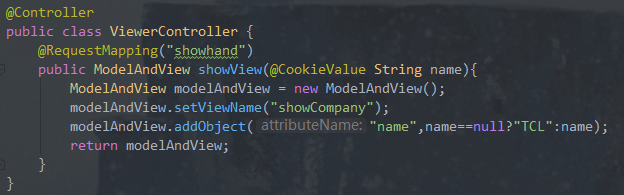 @Controller
public class ViewerController {
@RequestMapping("showhand")
public ModelAndView showView(@CookieValue String name){
ModelAndView modelAndView = new ModelAndView();
modelAndView.setViewName("showCompany");
modelAndView.addObject( attributeName: "name",name==null?"TCL":name);
return modelAndView;
}
}